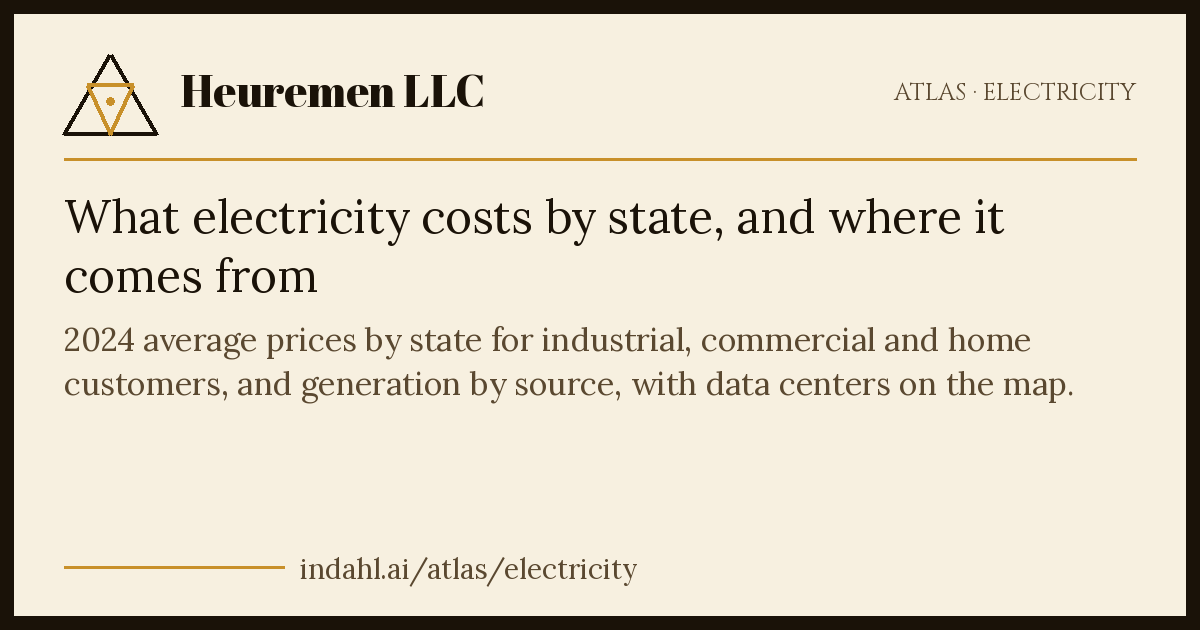 Heuremen LLC
ATLAS · ELECTRICITY
What electricity costs by state, and where it
comes from
2024 average prices by state for industrial, commercial and home
customers, and generation by source, with data centers on the map.
indahl.ai/atlas/electricity